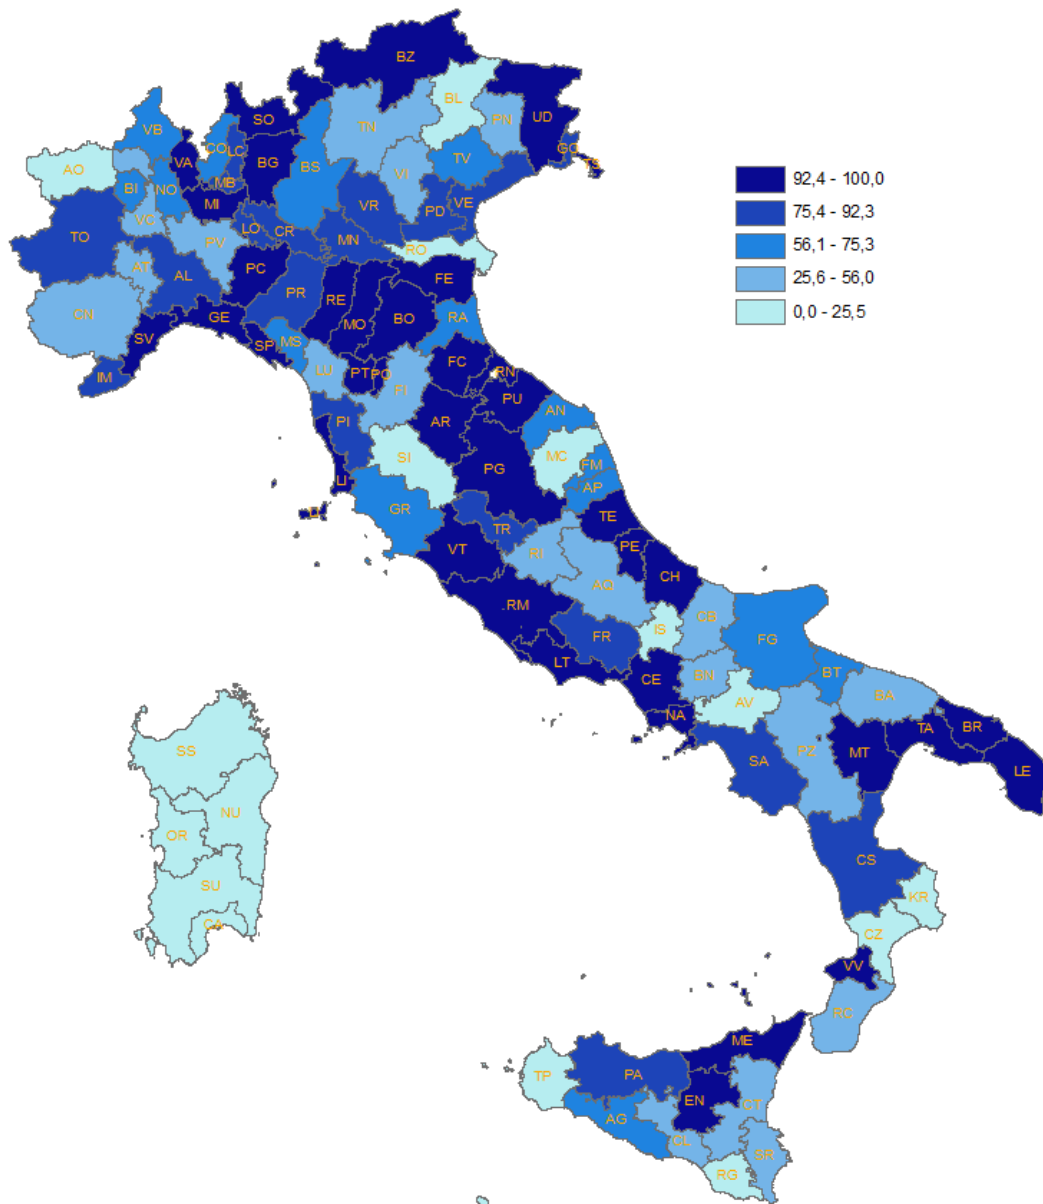 BZ
BL
UD
PN
TN
SO
VB
CO
LC
VA
BG
BS
AO
GO
TS
TV
VI
MB
BI
NO
MI
VR
PD
VE
VC
TO
LO
CR
MN
PV
RO
AT
AL
PC
FE
PR
RE
MO
BO
RA
CN
GE
SV
SP
MS
IM
LU
PT
PO
FI
FC
RN
PU
AN
PI
AR
MC
SI
PG
FM
AP
LI
LI
GR
TE
TR
VT
RI
PE
AQ
CH
RM
CB
IS
FR
FG
LT
CE
BN
BT
AV
BA
NA
SA
PZ
MT
TA
BR
LE
SS
NU
OR
SU
CA
CS
KR
CZ
VV
RC
ME
TP
PA
EN
AG
CT
CL
SR
RG
92,4 - 100,0
75,4 - 92,3
56,1 - 75,3
25,6 - 56,0
0,0 - 25,5